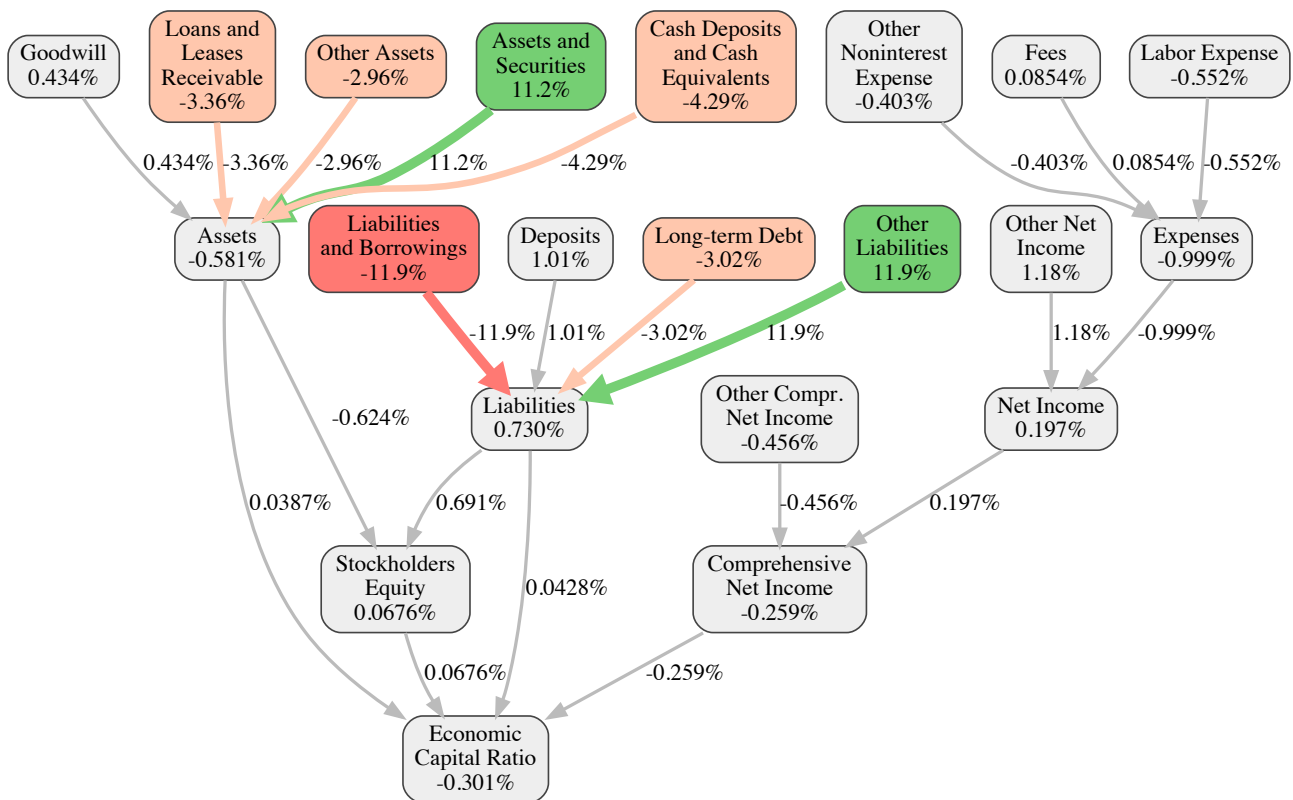 Goodwill
0.434%
Loans and
Leases
Receivable
-3.36%
Other Assets
-2.96%
Assets and
Securities
11.2%
Cash Deposits
and Cash
Equivalents
-4.29%
Other
Noninterest
Expense
-0.403%
Fees
0.0854%
Labor Expense
-0.552%
0.434%
-3.36%
-2.96%
11.2%
-4.29%
-0.403%
0.0854%
-0.552%
Assets
-0.581%
Liabilities
and Borrowings
-11.9%
Deposits
1.01%
Long-term Debt
-3.02%
Other
Liabilities
11.9%
Other Net
Income
1.18%
Expenses
-0.999%
-11.9%
1.01%
-3.02%
11.9%
1.18%
-0.999%
-0.624%
Liabilities
0.730%
Other Compr.
Net Income
-0.456%
Net Income
0.197%
0.0387%
0.691%
-0.456%
0.197%
Stockholders
Equity
0.0676%
0.0428%
Comprehensive
Net Income
-0.259%
0.0676%
-0.259%
Economic
Capital Ratio
-0.301%